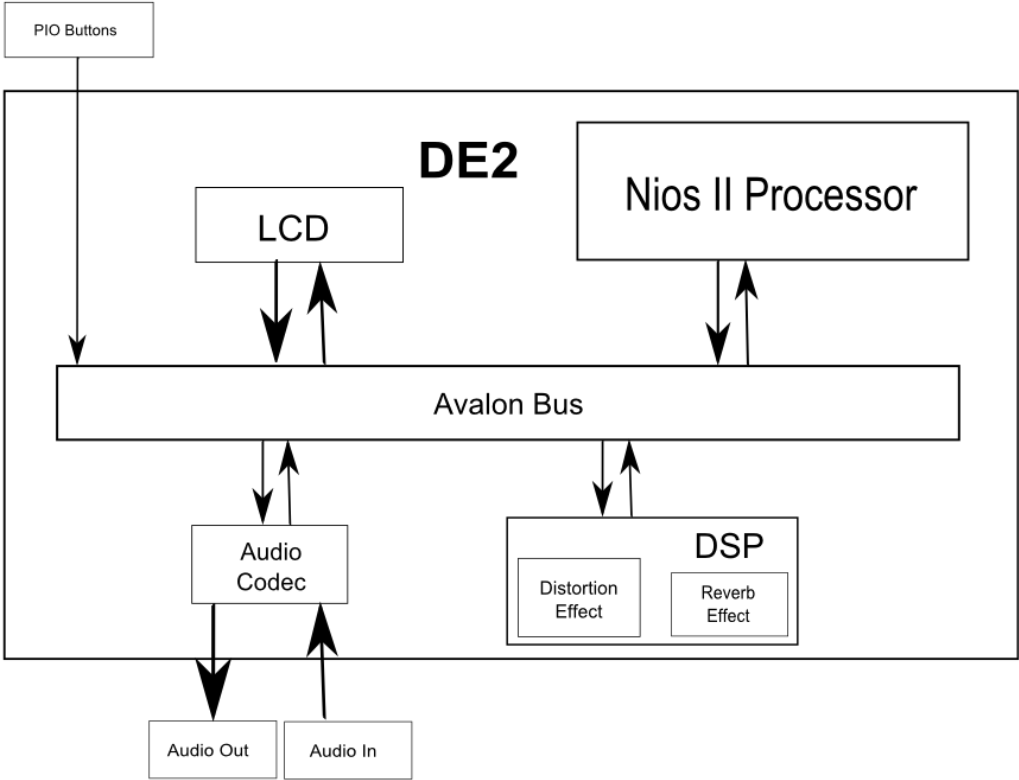 PIO Buttons
DE2
Nios II Processor
LCD
Avalon Bus
Audio
Codec
DSP
Distortion
Effect
Reverb
Effect
Audio Out
Audio In